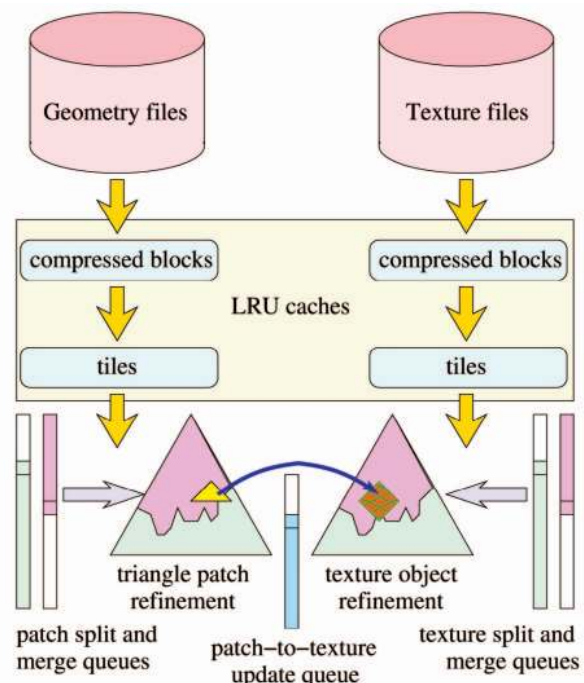 Geometry files
Texture files
compressed blocks
compressed blocks
LRU caches
tiles
tiles
triangle patch
refinement
texture object
refinement
patch split and
merge queues
patch−to−texture
update queue
texture split and
merge queues